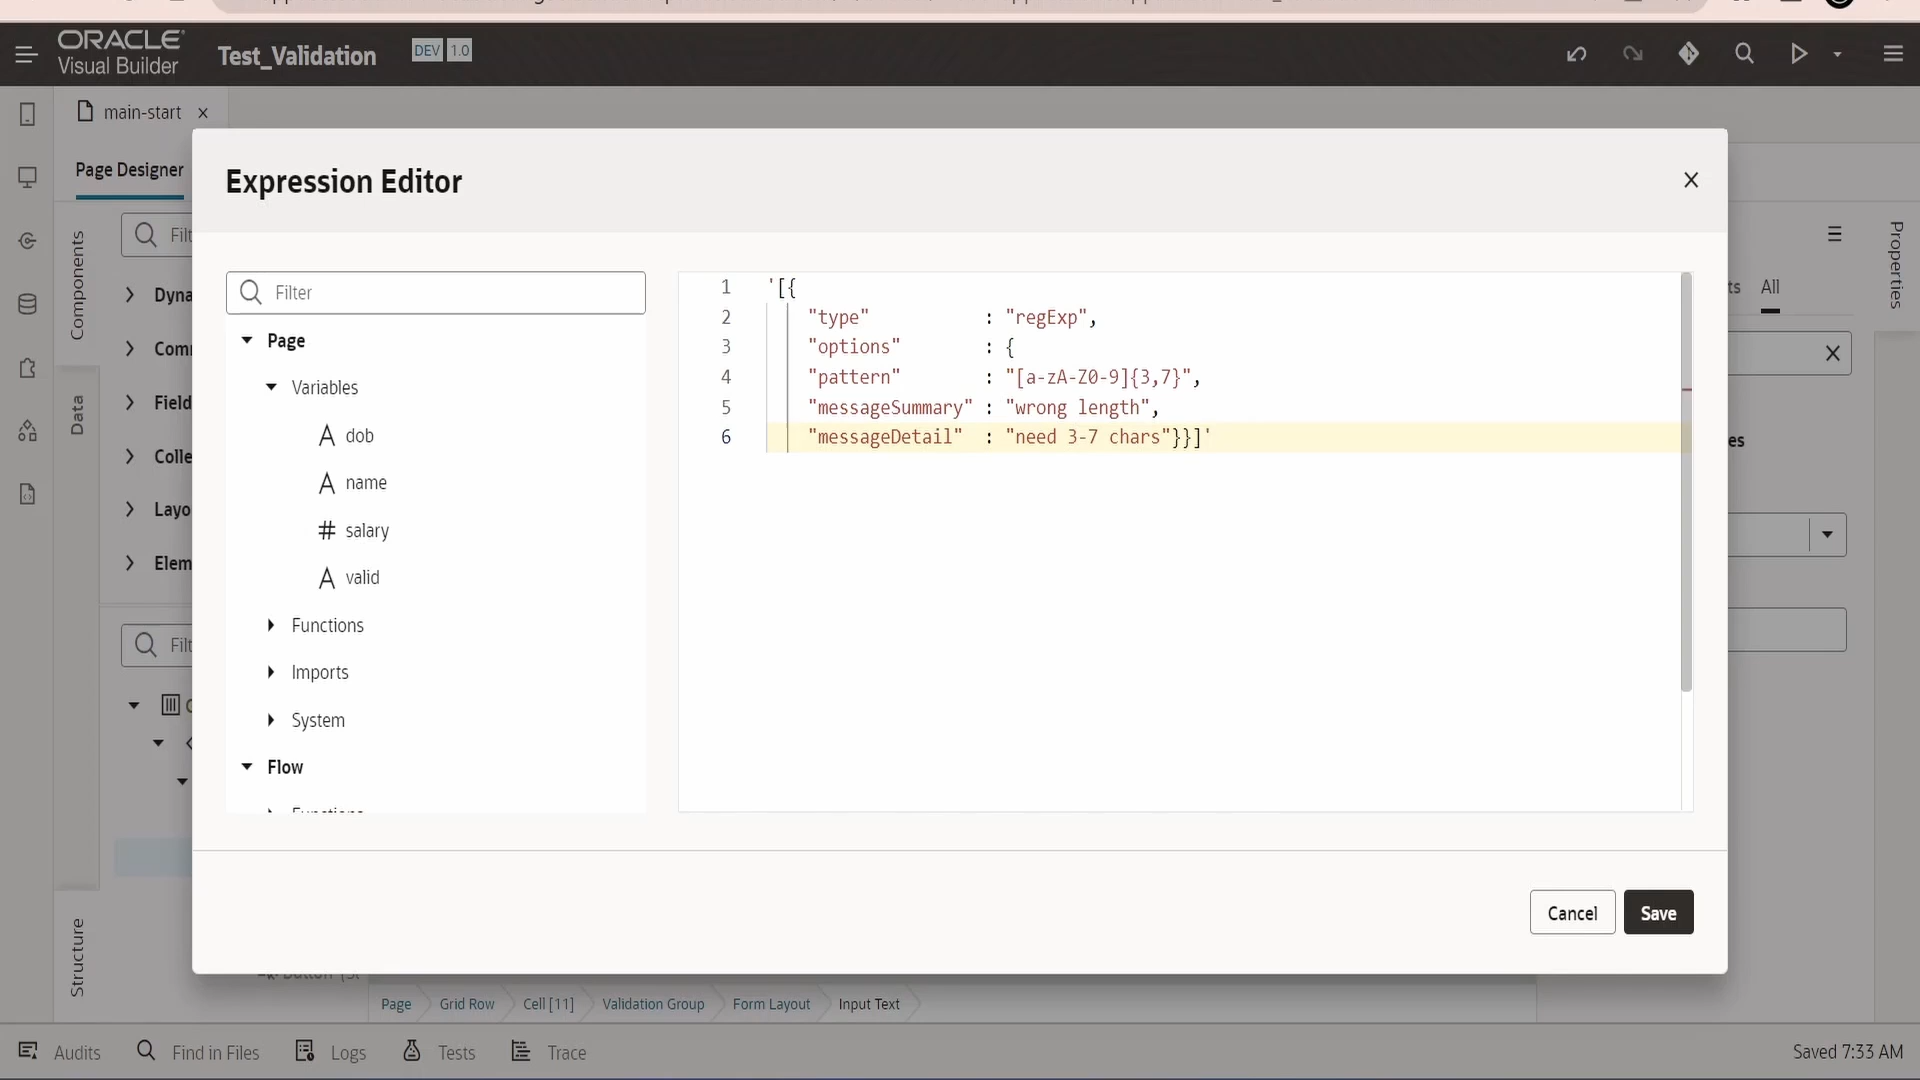 ORACLE
Visual Builder
Test_Validation
DEV 1.0
main-start
Page Designer
Components
Data
Structure
Properties
Filt
Dyna
Comm
Field
Colle
Layo
Elem
Filt
All
Expression Editor
Filter
Page
Variables
dob
name
salary
valid
Functions
Imports
System
Flow
Functions
1 '[{
2 "type" : "regExp",
3 "options" : {
4 "pattern" : "[a-zA-Z0-9]{3,7}",
5 "messageSummary" : "wrong length",
6 "messageDetail" : "need 3-7 chars"}}]'
Cancel
Save
Page Grid Row Cell [11] Validation Group Form Layout Input Text
Audits Find in Files Logs Tests Trace
Saved 7:33 AM